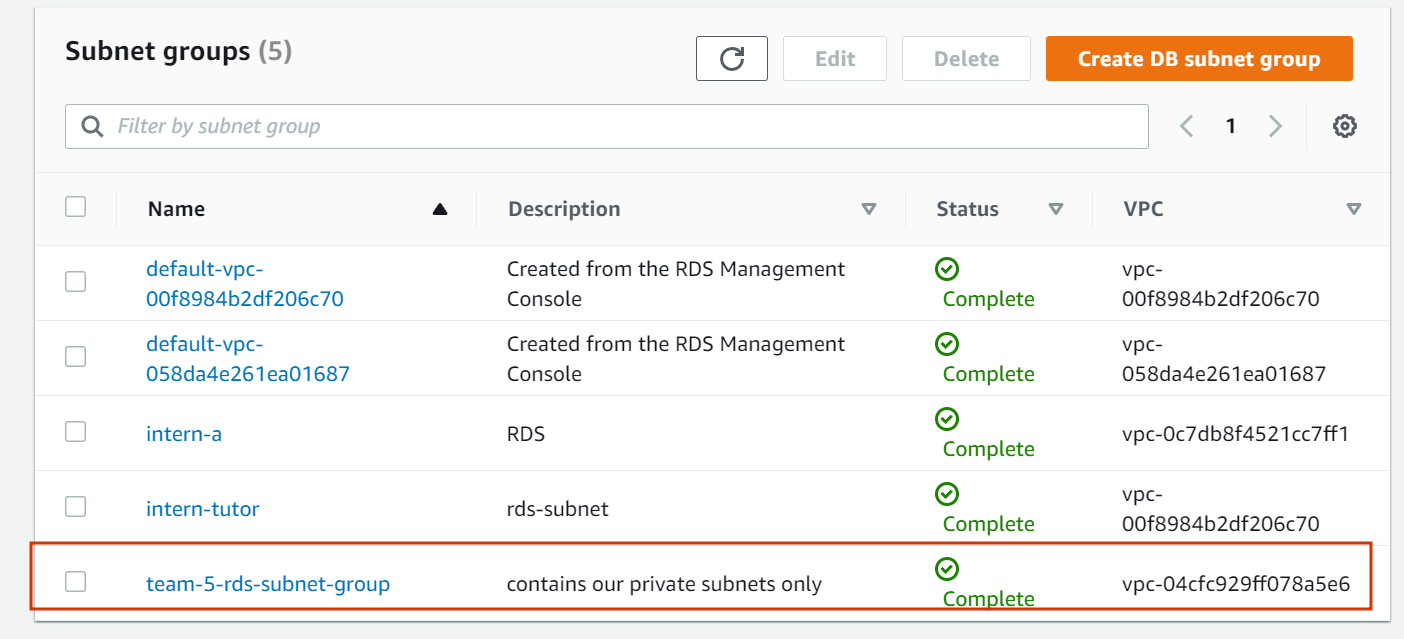 Subnet groups (5)
Edit
Delete
Create DB subnet group
Filter by subnet group
1
Name
Description
Status
VPC
default-vpc-
00f8984b2df206c70
Created from the RDS Management
Console
Complete
vpc-
00f8984b2df206c70
default-vpc-
058da4e261ea01687
Created from the RDS Management
Console
Complete
vpc-
058da4e261ea01687
intern-a
RDS
Complete
vpc-0c7db8f4521cc7ff1
intern-tutor
rds-subnet
Complete
vpc-
00f8984b2df206c70
team-5-rds-subnet-group
contains our private subnets only
Complete
vpc-04cfc929ff078a5e6